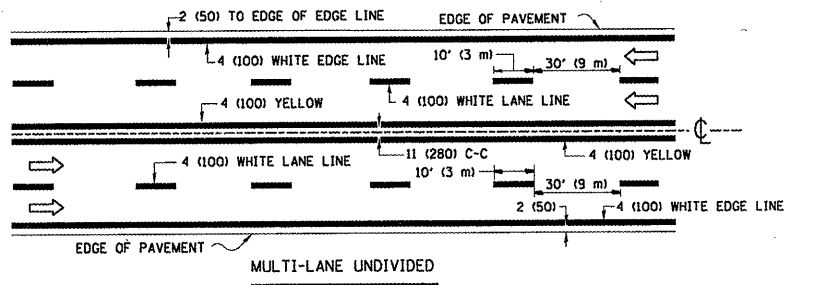 2 (50) TO EDGE OF EDGE LINE
EDGE OF PAVEMENT
4 (100) WHITE EDGE LINE
10' (3 m)
30' (9 m)
4 (100) YELLOW
4 (100) WHITE LANE LINE
℄
4 (100) WHITE LANE LINE
11 (280) C-C
4 (100) YELLOW
10' (3 m)
30' (9 m)
2 (50)
4 (100) WHITE EDGE LINE
EDGE OF PAVEMENT
MULTI-LANE UNDIVIDED